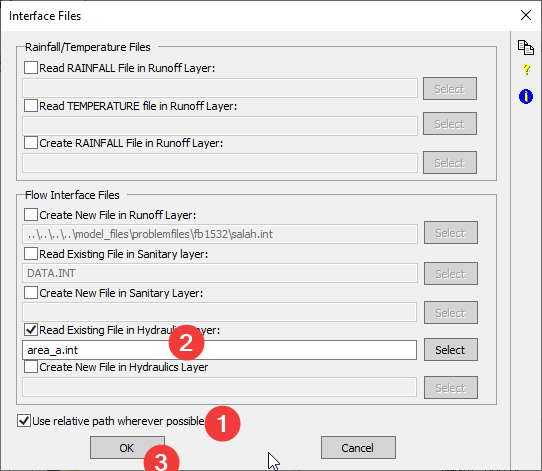 Interface Files
Rainfall/Temperature Files
Read RAINFALL File in Runoff Layer:
Select
Read TEMPERATURE file in Runoff Layer:
Select
Create RAINFALL File in Runoff Layer:
Select
Flow Interface Files
Create New File in Runoff Layer:
..\..\..\..\model_files\problemfiles\fb1532\salah.int
Select
Read Existing File in Sanitary layer:
DATA.INT
Select
Create New File in Sanitary Layer:
Select
Read Existing File in Hydraulics Layer:
2
area_a.int
Select
Create New File in Hydraulics Layer
Select
Use relative path wherever possible
1
OK
Cancel
3